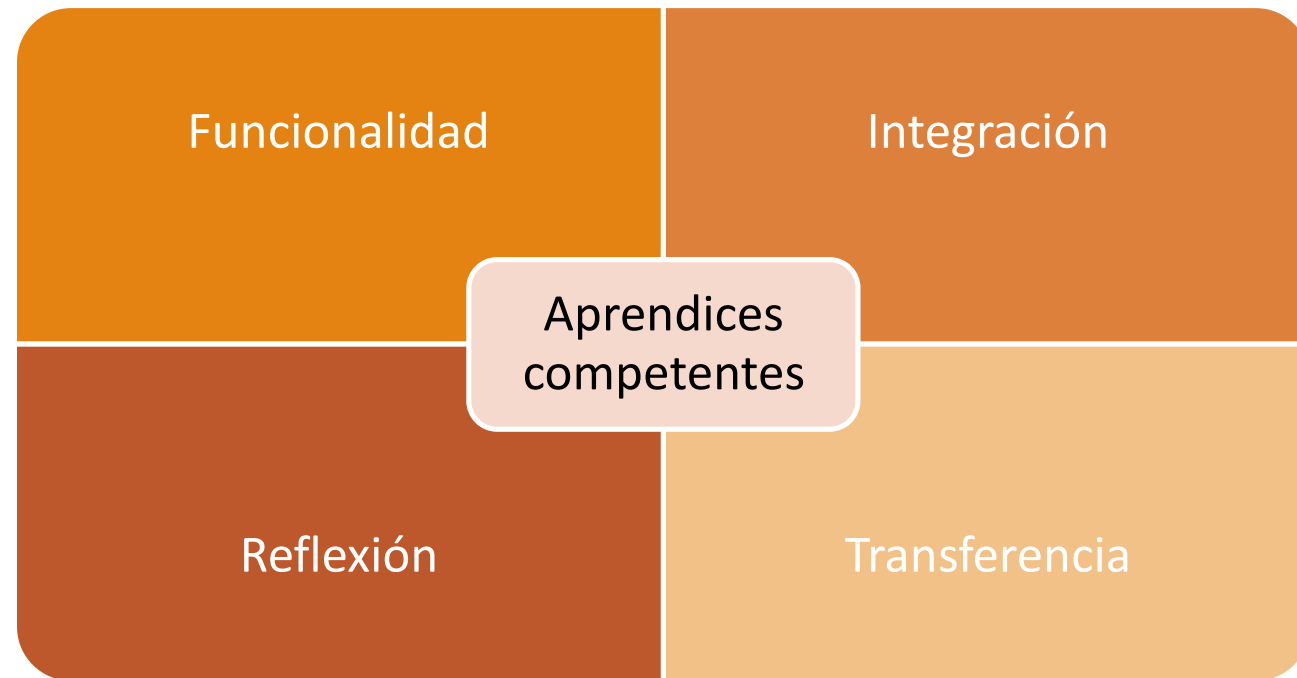 Funcionalidad
Integración
Aprendices
competentes
Reflexión
Transferencia